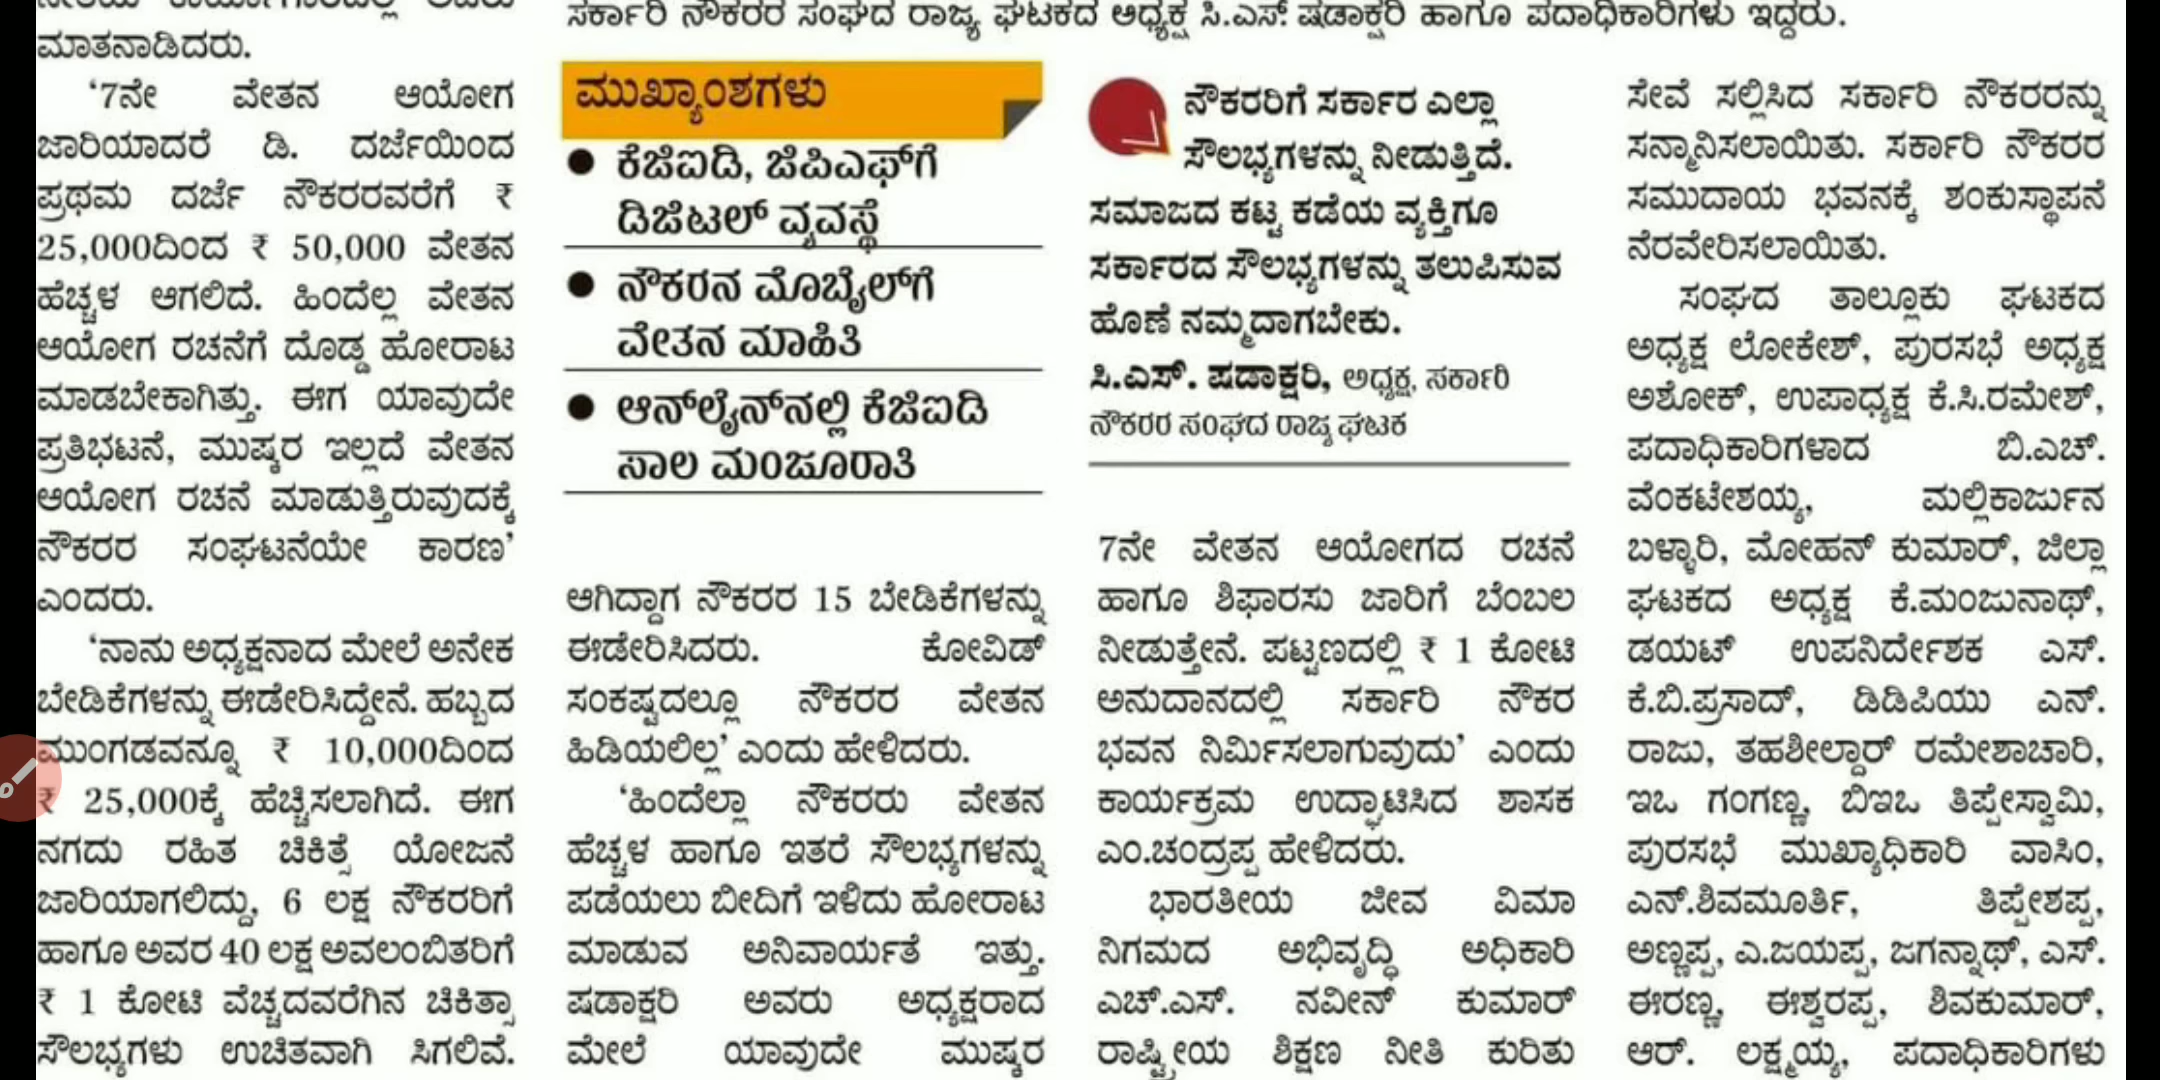 ಸರ್ಕಾರಿ ನೌಕರರ ಸಂಘದ ರಾಜ್ಯ ಘಟಕದ ಅಧ್ಯಕ್ಷ ಸಿ.ಎಸ್. ಷಡಾಕ್ಷರಿ ಹಾಗೂ ಪದಾಧಿಕಾರಿಗಳು ಇದ್ದರು.
ಮಾತನಾಡಿದರು.
‘7ನೇ ವೇತನ ಆಯೋಗ
ಜಾರಿಯಾದರೆ ಡಿ. ದರ್ಜೆಯಿಂದ
ಪ್ರಥಮ ದರ್ಜೆ ನೌಕರರವರೆಗೆ ₹
25,000ದಿಂದ ₹ 50,000 ವೇತನ
ಹೆಚ್ಚಳ ಆಗಲಿದೆ. ಹಿಂದೆಲ್ಲ ವೇತನ
ಆಯೋಗ ರಚನೆಗೆ ದೊಡ್ಡ ಹೋರಾಟ
ಮಾಡಬೇಕಾಗಿತ್ತು. ಈಗ ಯಾವುದೇ
ಪ್ರತಿಭಟನೆ, ಮುಷ್ಕರ ಇಲ್ಲದೆ ವೇತನ
ಆಯೋಗ ರಚನೆ ಮಾಡುತ್ತಿರುವುದಕ್ಕೆ
ನೌಕರರ ಸಂಘಟನೆಯೇ ಕಾರಣ’
ಎಂದರು.
‘ನಾನು ಅಧ್ಯಕ್ಷನಾದ ಮೇಲೆ ಅನೇಕ
ಬೇಡಿಕೆಗಳನ್ನು ಈಡೇರಿಸಿದ್ದೇನೆ. ಹಬ್ಬದ
ಮುಂಗಡವನ್ನೂ ₹ 10,000ದಿಂದ
₹ 25,000ಕ್ಕೆ ಹೆಚ್ಚಿಸಲಾಗಿದೆ. ಈಗ
ನಗದು ರಹಿತ ಚಿಕಿತ್ಸೆ ಯೋಜನೆ
ಜಾರಿಯಾಗಲಿದ್ದು, 6 ಲಕ್ಷ ನೌಕರರಿಗೆ
ಹಾಗೂ ಅವರ 40 ಲಕ್ಷ ಅವಲಂಬಿತರಿಗೆ
₹ 1 ಕೋಟಿ ವೆಚ್ಚದವರೆಗಿನ ಚಿಕಿತ್ಸಾ
ಸೌಲಭ್ಯಗಳು ಉಚಿತವಾಗಿ ಸಿಗಲಿವೆ.
ಮುಖ್ಯಾಂಶಗಳು
● ಕೆಜಿಐಡಿ, ಜಿಪಿಎಫ್‌ಗೆ
ಡಿಜಿಟಲ್ ವ್ಯವಸ್ಥೆ
● ನೌಕರನ ಮೊಬೈಲ್‌ಗೆ
ವೇತನ ಮಾಹಿತಿ
● ಆನ್‌ಲೈನ್‌ನಲ್ಲಿ ಕೆಜಿಐಡಿ
ಸಾಲ ಮಂಜೂರಾತಿ
ಆಗಿದ್ದಾಗ ನೌಕರರ 15 ಬೇಡಿಕೆಗಳನ್ನು
ಈಡೇರಿಸಿದರು. ಕೋವಿಡ್
ಸಂಕಷ್ಟದಲ್ಲೂ ನೌಕರರ ವೇತನ
ಹಿಡಿಯಲಿಲ್ಲ’ ಎಂದು ಹೇಳಿದರು.
‘ಹಿಂದೆಲ್ಲಾ ನೌಕರರು ವೇತನ
ಹೆಚ್ಚಳ ಹಾಗೂ ಇತರೆ ಸೌಲಭ್ಯಗಳನ್ನು
ಪಡೆಯಲು ಬೀದಿಗೆ ಇಳಿದು ಹೋರಾಟ
ಮಾಡುವ ಅನಿವಾರ್ಯತೆ ಇತ್ತು.
ಷಡಾಕ್ಷರಿ ಅವರು ಅಧ್ಯಕ್ಷರಾದ
ಮೇಲೆ ಯಾವುದೇ ಮುಷ್ಕರ
ನೌಕರರಿಗೆ ಸರ್ಕಾರ ಎಲ್ಲಾ
ಸೌಲಭ್ಯಗಳನ್ನು ನೀಡುತ್ತಿದೆ.
ಸಮಾಜದ ಕಟ್ಟ ಕಡೆಯ ವ್ಯಕ್ತಿಗೂ
ಸರ್ಕಾರದ ಸೌಲಭ್ಯಗಳನ್ನು ತಲುಪಿಸುವ
ಹೊಣೆ ನಮ್ಮದಾಗಬೇಕು.
ಸಿ.ಎಸ್. ಷಡಾಕ್ಷರಿ, ಅಧ್ಯಕ್ಷ, ಸರ್ಕಾರಿ
ನೌಕರರ ಸಂಘದ ರಾಜ್ಯ ಘಟಕ
7ನೇ ವೇತನ ಆಯೋಗದ ರಚನೆ
ಹಾಗೂ ಶಿಫಾರಸು ಜಾರಿಗೆ ಬೆಂಬಲ
ನೀಡುತ್ತೇನೆ. ಪಟ್ಟಣದಲ್ಲಿ ₹ 1 ಕೋಟಿ
ಅನುದಾನದಲ್ಲಿ ಸರ್ಕಾರಿ ನೌಕರ
ಭವನ ನಿರ್ಮಿಸಲಾಗುವುದು’ ಎಂದು
ಕಾರ್ಯಕ್ರಮ ಉದ್ಘಾಟಿಸಿದ ಶಾಸಕ
ಎಂ.ಚಂದ್ರಪ್ಪ ಹೇಳಿದರು.
ಭಾರತೀಯ ಜೀವ ವಿಮಾ
ನಿಗಮದ ಅಭಿವೃದ್ಧಿ ಅಧಿಕಾರಿ
ಎಚ್.ಎಸ್. ನವೀನ್ ಕುಮಾರ್
ರಾಷ್ಟ್ರೀಯ ಶಿಕ್ಷಣ ನೀತಿ ಕುರಿತು
ಸೇವೆ ಸಲ್ಲಿಸಿದ ಸರ್ಕಾರಿ ನೌಕರರನ್ನು
ಸನ್ಮಾನಿಸಲಾಯಿತು. ಸರ್ಕಾರಿ ನೌಕರರ
ಸಮುದಾಯ ಭವನಕ್ಕೆ ಶಂಕುಸ್ಥಾಪನೆ
ನೆರವೇರಿಸಲಾಯಿತು.
ಸಂಘದ ತಾಲ್ಲೂಕು ಘಟಕದ
ಅಧ್ಯಕ್ಷ ಲೋಕೇಶ್, ಪುರಸಭೆ ಅಧ್ಯಕ್ಷ
ಅಶೋಕ್, ಉಪಾಧ್ಯಕ್ಷ ಕೆ.ಸಿ.ರಮೇಶ್,
ಪದಾಧಿಕಾರಿಗಳಾದ ಬಿ.ಎಚ್.
ವೆಂಕಟೇಶಯ್ಯ, ಮಲ್ಲಿಕಾರ್ಜುನ
ಬಳ್ಳಾರಿ, ಮೋಹನ್ ಕುಮಾರ್, ಜಿಲ್ಲಾ
ಘಟಕದ ಅಧ್ಯಕ್ಷ ಕೆ.ಮಂಜುನಾಥ್,
ಡಯಟ್ ಉಪನಿರ್ದೇಶಕ ಎಸ್.
ಕೆ.ಬಿ.ಪ್ರಸಾದ್, ಡಿಡಿಪಿಯು ಎನ್.
ರಾಜು, ತಹಶೀಲ್ದಾರ್ ರಮೇಶಾಚಾರಿ,
ಇಒ ಗಂಗಣ್ಣ, ಬಿಇಒ ತಿಪ್ಪೇಸ್ವಾಮಿ,
ಪುರಸಭೆ ಮುಖ್ಯಾಧಿಕಾರಿ ವಾಸಿಂ,
ಎನ್.ಶಿವಮೂರ್ತಿ, ತಿಪ್ಪೇಶಪ್ಪ,
ಅಣ್ಣಪ್ಪ, ಎ.ಜಯಪ್ಪ, ಜಗನ್ನಾಥ್, ಎಸ್.
ಈರಣ್ಣ, ಈಶ್ವರಪ್ಪ, ಶಿವಕುಮಾರ್,
ಆರ್. ಲಕ್ಷ್ಮಯ್ಯ, ಪದಾಧಿಕಾರಿಗಳು